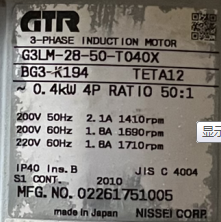 GTR
3-PHASE INDUCTION MOTOR
G3LM-28-50-T040X
BG3-K194 TETA12
~ 0.4kW 4P RATIO 50:1
200V 50Hz 2.1A 1410rpm
200V 60Hz 1.8A 1690rpm
220V 60Hz 1.8A 1710rpm
IP40 Ins.B JIS C 4004
S1 CONT. 2010
MFG.NO. 02261751005
made in Japan NISSEI CORP.
显示